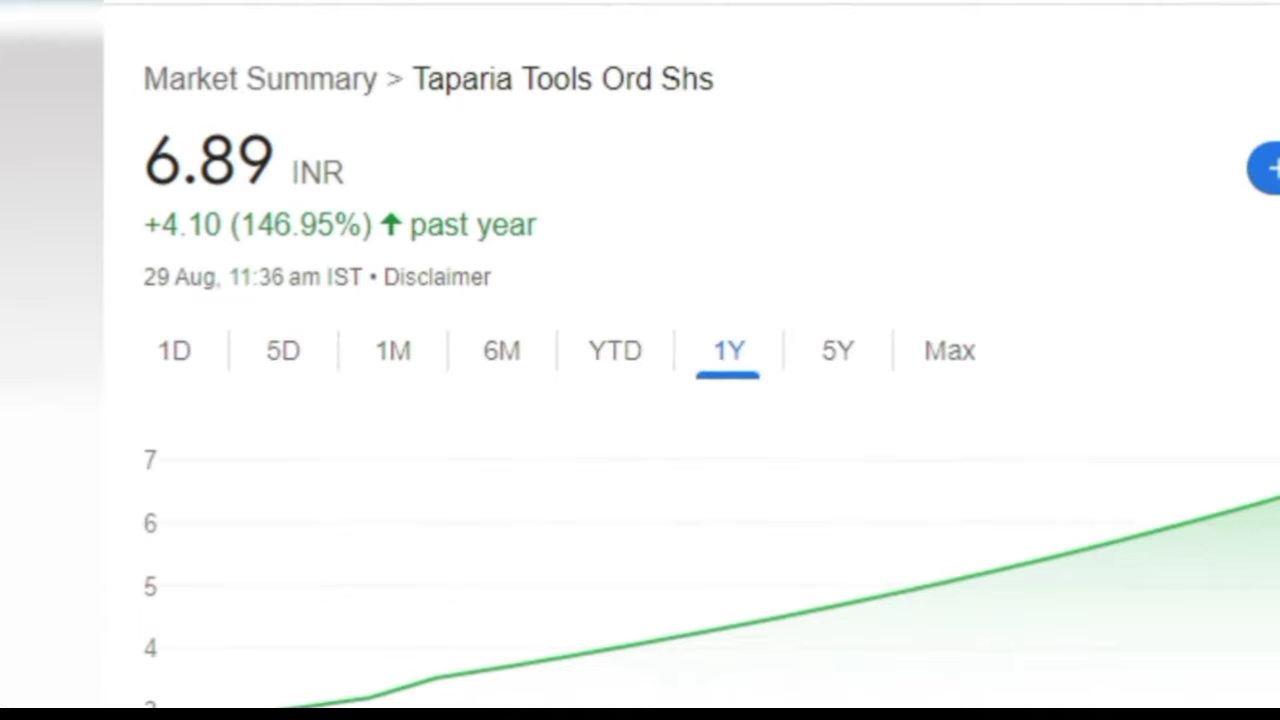 Market Summary > Taparia Tools Ord Shs
6.89 INR
+4.10 (146.95%) ↑ past year
29 Aug, 11:36 am IST • Disclaimer
1D 5D 1M 6M YTD 1Y 5Y Max
7
6
5
4